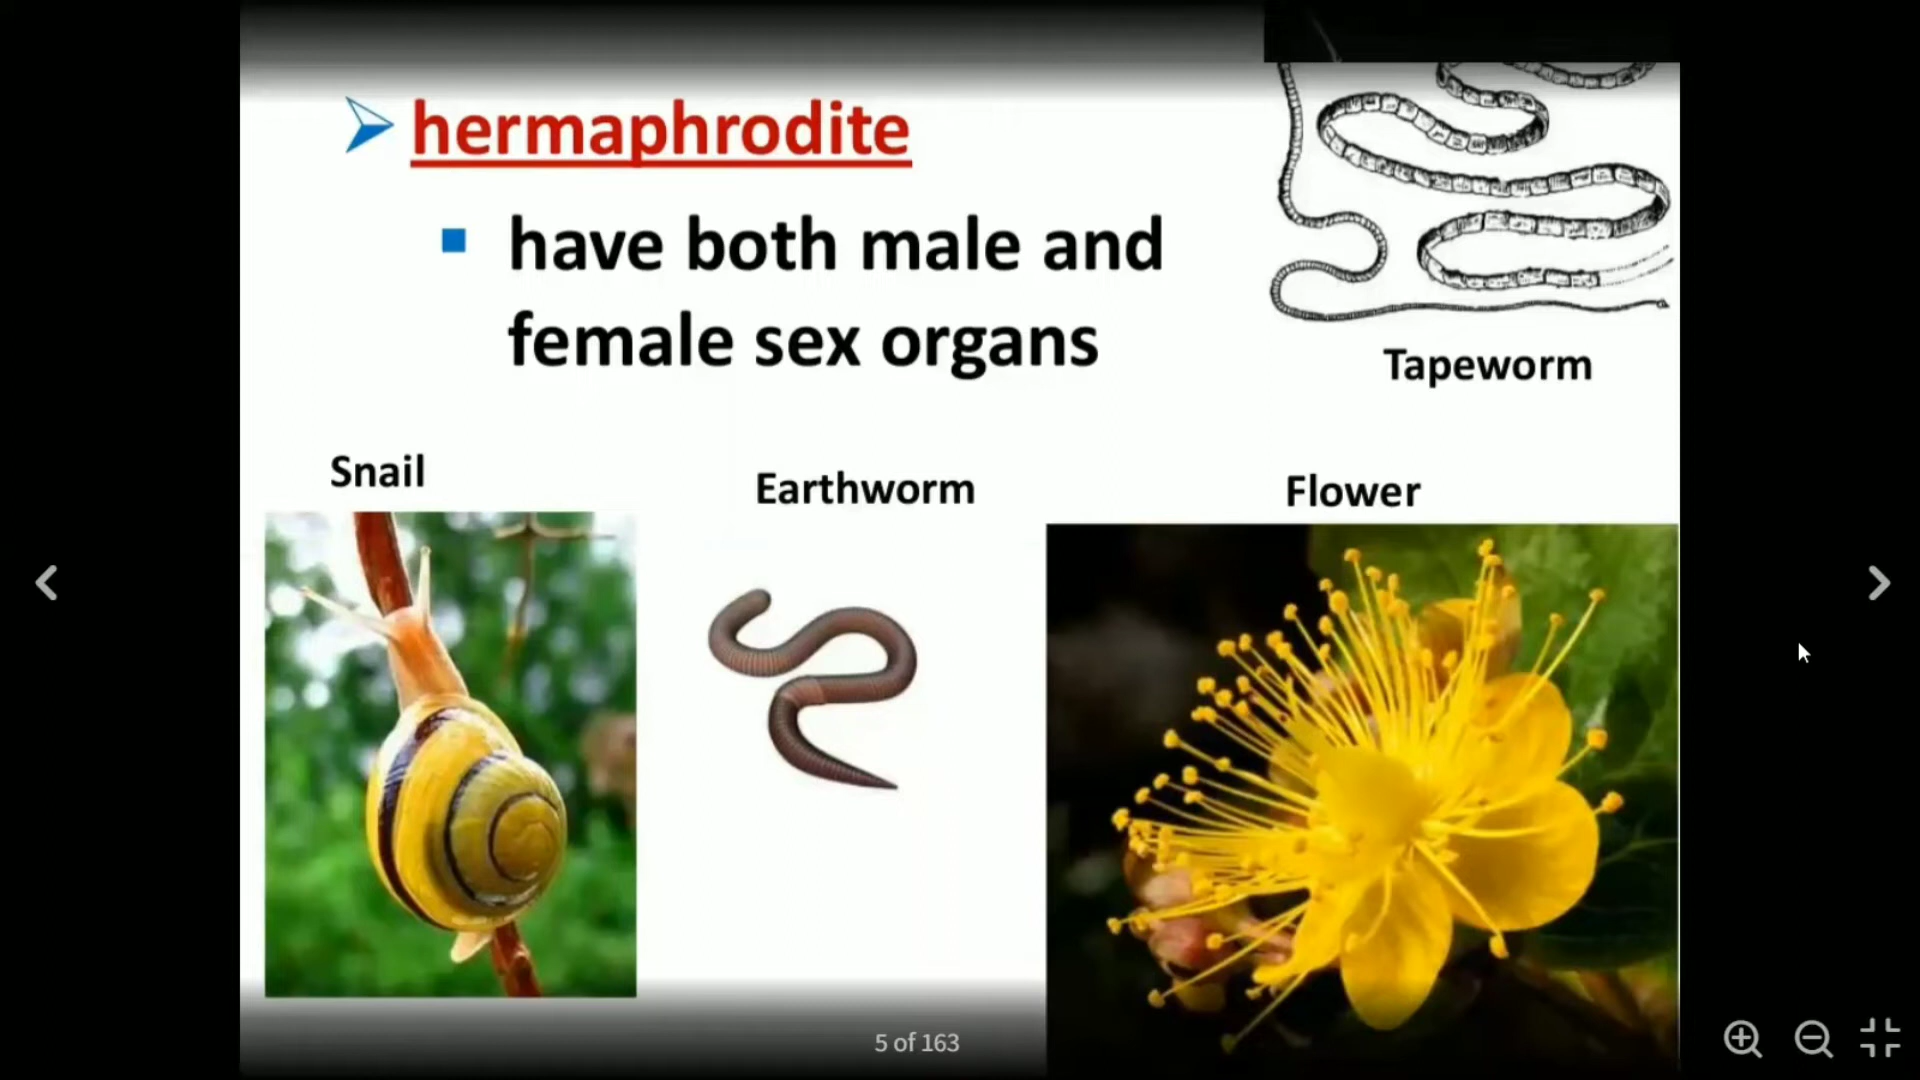 hermaphrodite
have both male and
female sex organs
Tapeworm
Snail
Earthworm
Flower
5 of 163